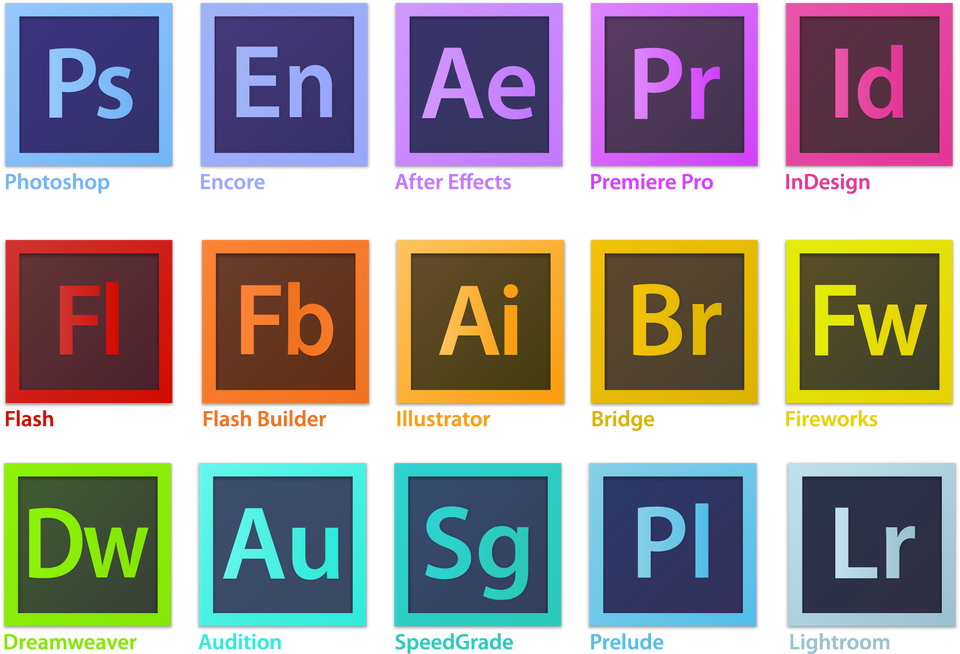 Ps En Ae Pr Id
Photoshop Encore After Effects Premiere Pro InDesign
Fl Fb Ai Br Fw
Flash Flash Builder Illustrator Bridge Fireworks
Dw Au Sg Pl Lr
Dreamweaver Audition SpeedGrade Prelude Lightroom